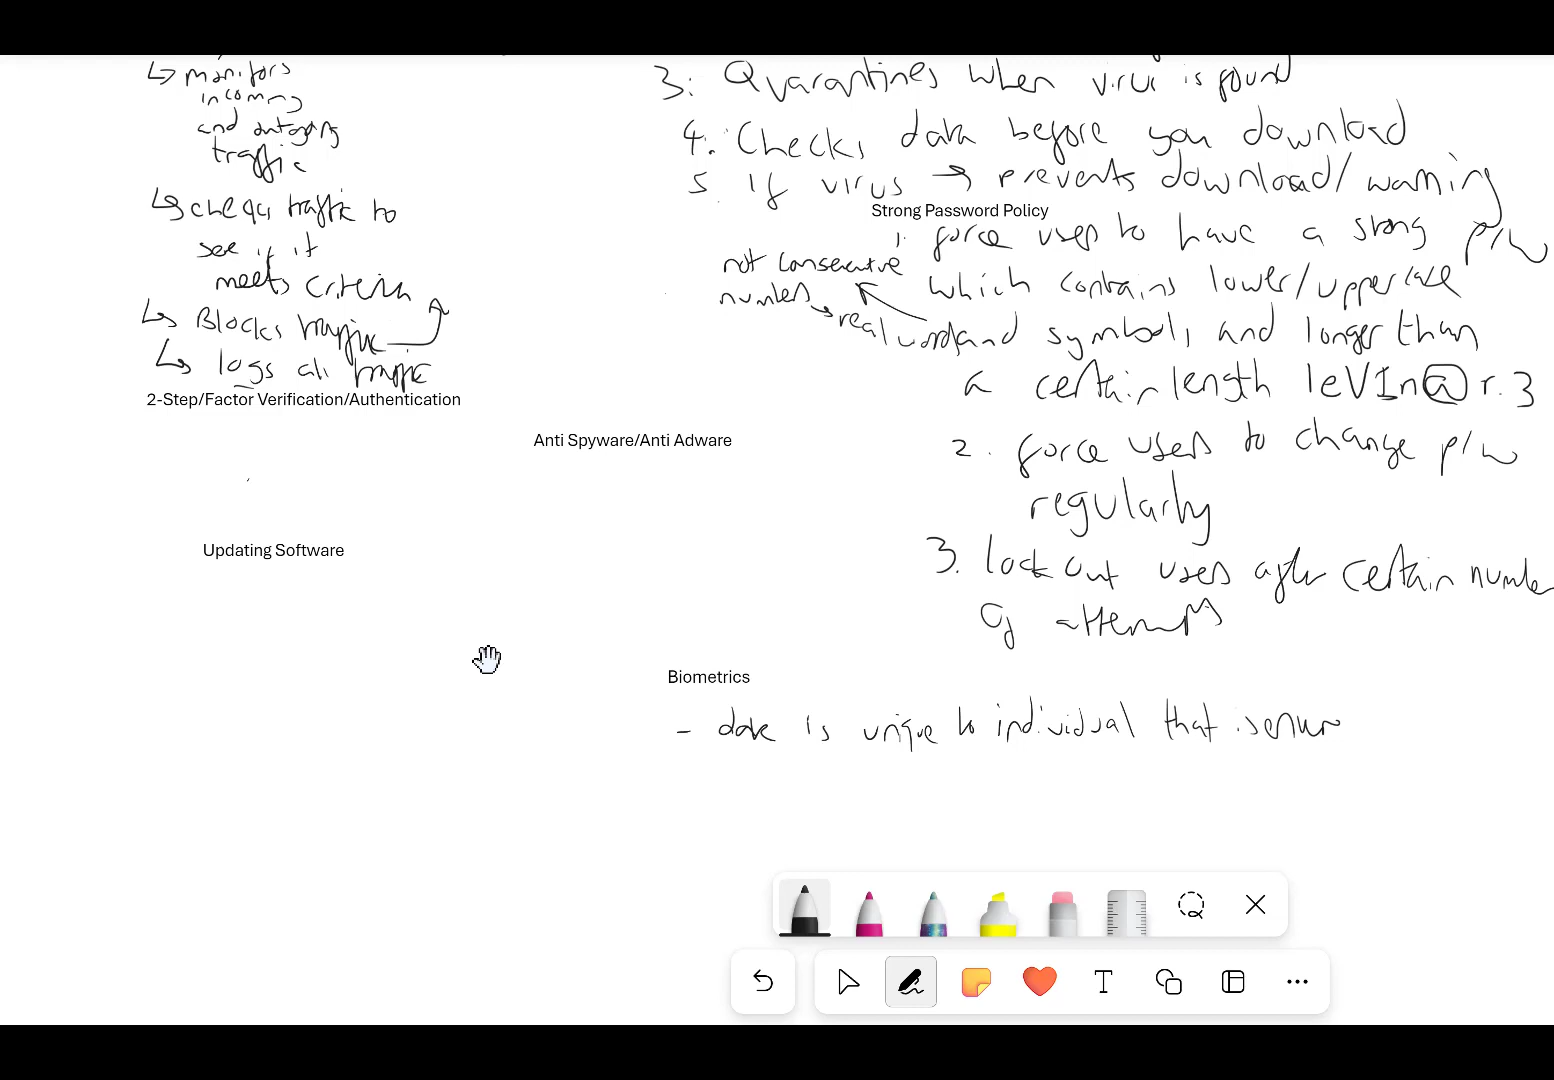 ↳ monitors
incoming
and outgoing
traffic
↳ checks traffic to
see if it
meets criteria
↳ Blocks traffic
↳ logs all traffic
2-Step/Factor Verification/Authentication
Updating Software
Anti Spyware/Anti Adware
3: Quarantines when virus is found
4. Checks data before you download
5 If virus → prevents download/warning
Strong Password Policy
1. force users to have a strong p/w
which contains lower/uppercase
and symbols and longer than
a certain length leVIn@r.3
not consecutive
numbers → real words
2. force users to change p/w
regularly
3. lock out users after certain number
of attempts
Biometrics
- data is unique to individual that